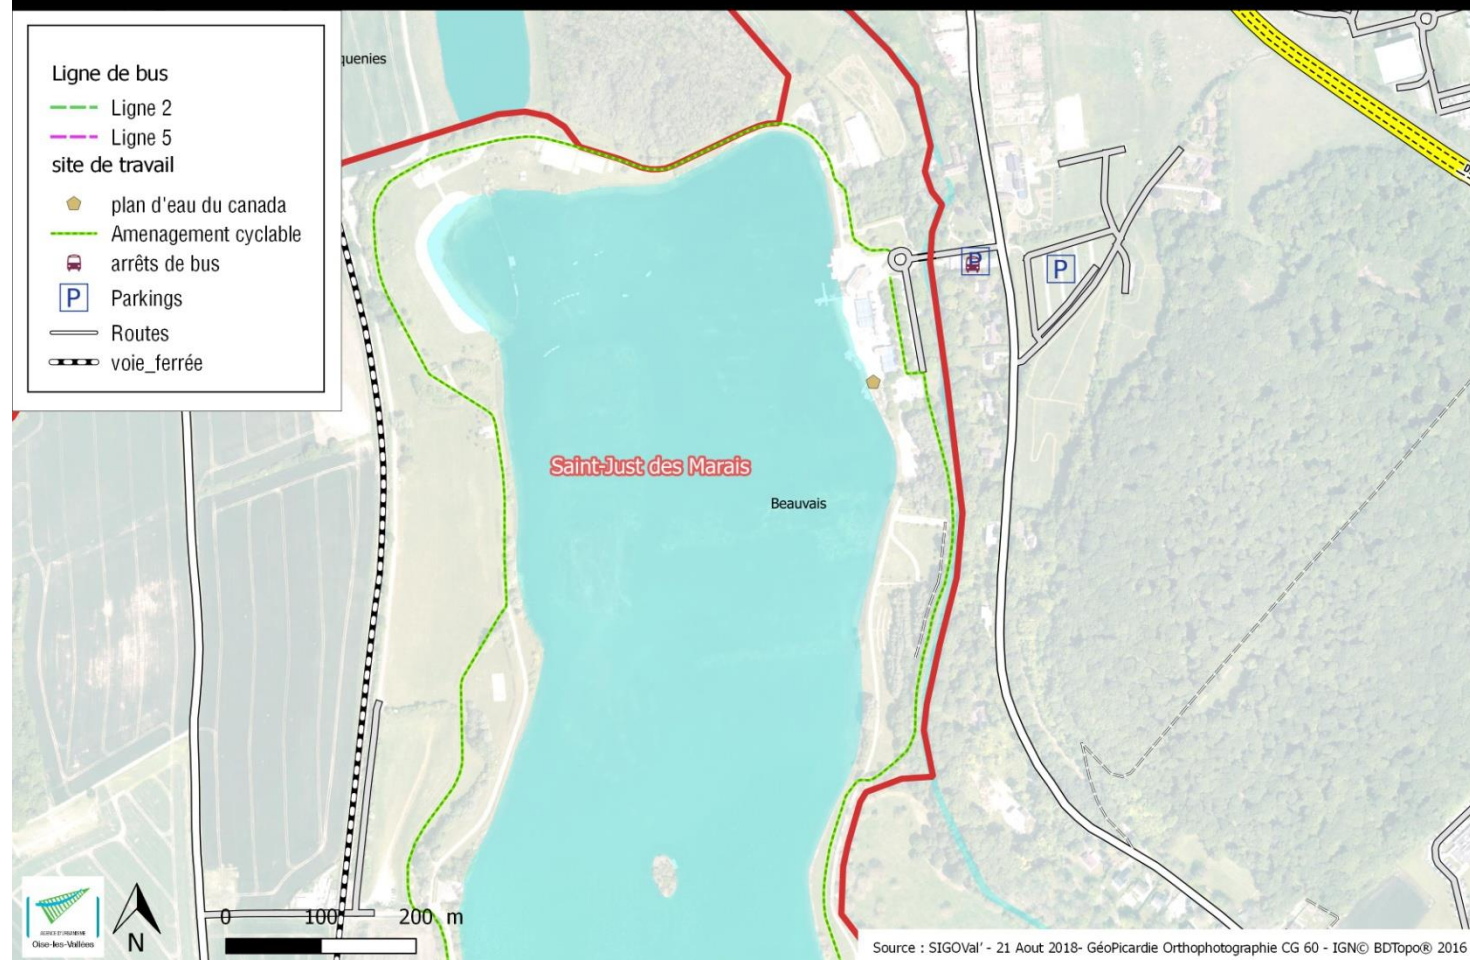 Ligne de bus
Ligne 2
Ligne 5
site de travail
plan d'eau du canada
Amenagement cyclable
arrêts de bus
P Parkings
Routes
voie_ferrée
quenies
P
P
Saint-Just des Marais
Beauvais
AGENCE D'URBANISME
Oise-les-Vallées
N
0 100 200 m
Source : SIGOVal' - 21 Aout 2018- GéoPicardie Orthophotographie CG 60 - IGN© BDTopo® 2016